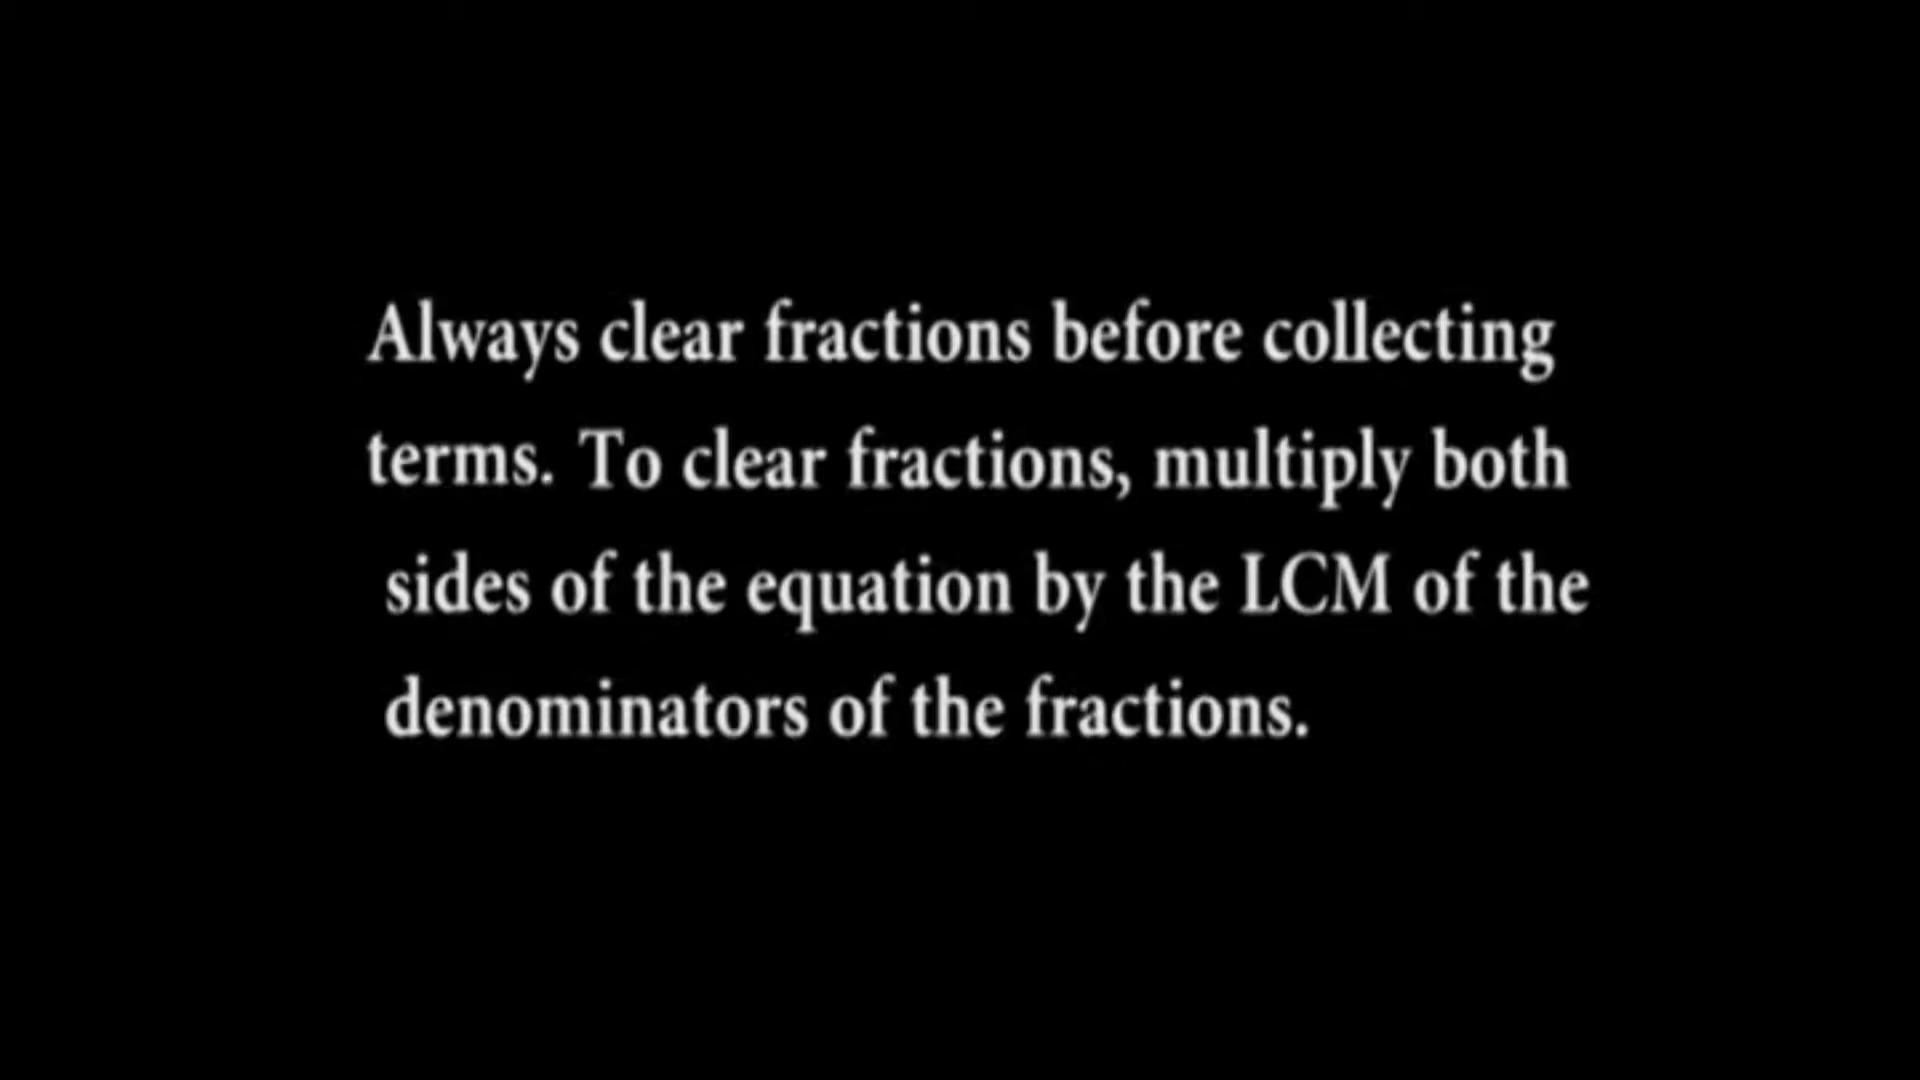 Always clear fractions before collecting
terms. To clear fractions, multiply both
sides of the equation by the LCM of the
denominators of the fractions.